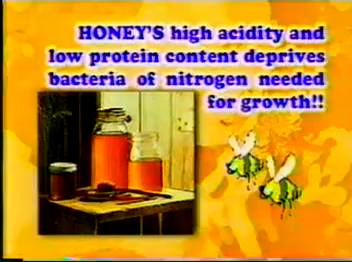 HONEY'S high acidity and
low protein content deprives
bacteria of nitrogen needed
for growth!!